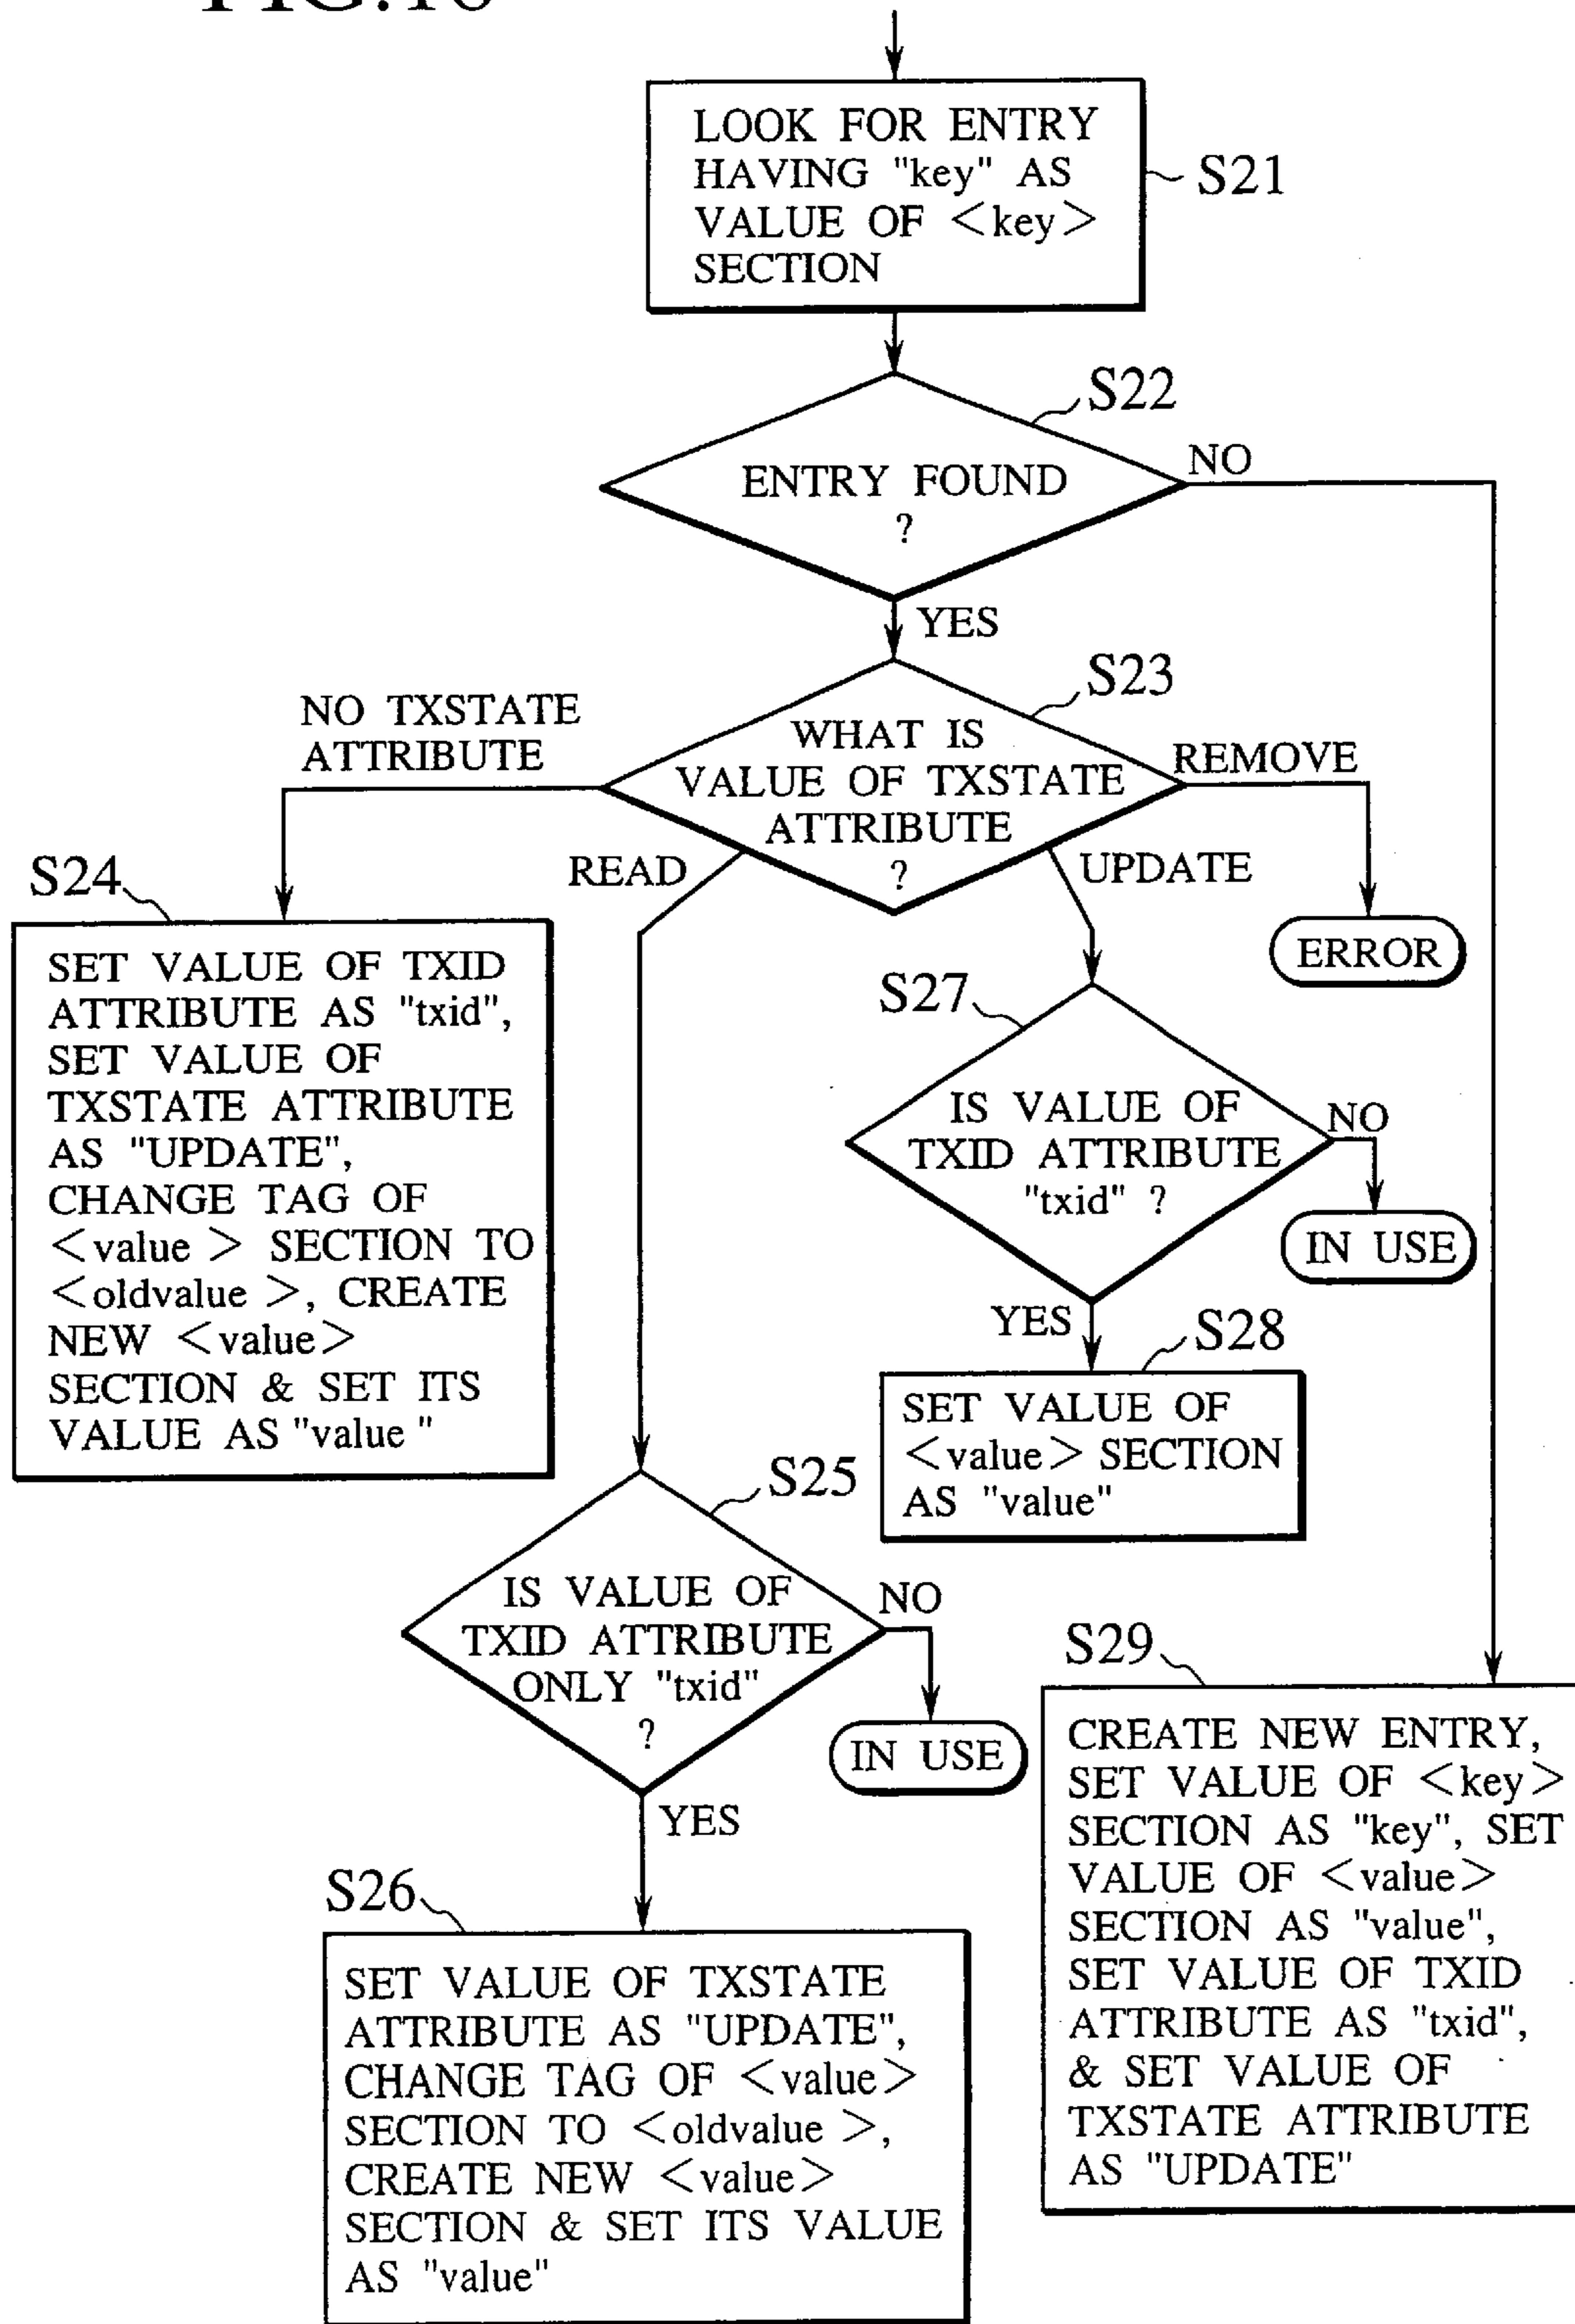 LOOK FOR ENTRY
HAVING "key" AS
VALUE OF <key>
SECTION
S21
S22
ENTRY FOUND
?
NO
YES
S23
WHAT IS
VALUE OF TXSTATE
ATTRIBUTE
?
NO TXSTATE
ATTRIBUTE
READ
UPDATE
REMOVE
ERROR
S24
SET VALUE OF TXID
ATTRIBUTE AS "txid",
SET VALUE OF
TXSTATE ATTRIBUTE
AS "UPDATE",
CHANGE TAG OF
<value > SECTION TO
<oldvalue >, CREATE
NEW <value>
SECTION & SET ITS
VALUE AS "value "
S27
IS VALUE OF
TXID ATTRIBUTE
"txid" ?
NO
IN USE
YES
S28
SET VALUE OF
<value> SECTION
AS "value"
S25
IS VALUE OF
TXID ATTRIBUTE
ONLY "txid"
?
NO
IN USE
YES
S26
SET VALUE OF TXSTATE
ATTRIBUTE AS "UPDATE",
CHANGE TAG OF <value>
SECTION TO <oldvalue >,
CREATE NEW <value>
SECTION & SET ITS VALUE
AS "value"
S29
CREATE NEW ENTRY,
SET VALUE OF <key>
SECTION AS "key", SET
VALUE OF <value>
SECTION AS "value",
SET VALUE OF TXID
ATTRIBUTE AS "txid",
& SET VALUE OF
TXSTATE ATTRIBUTE
AS "UPDATE"